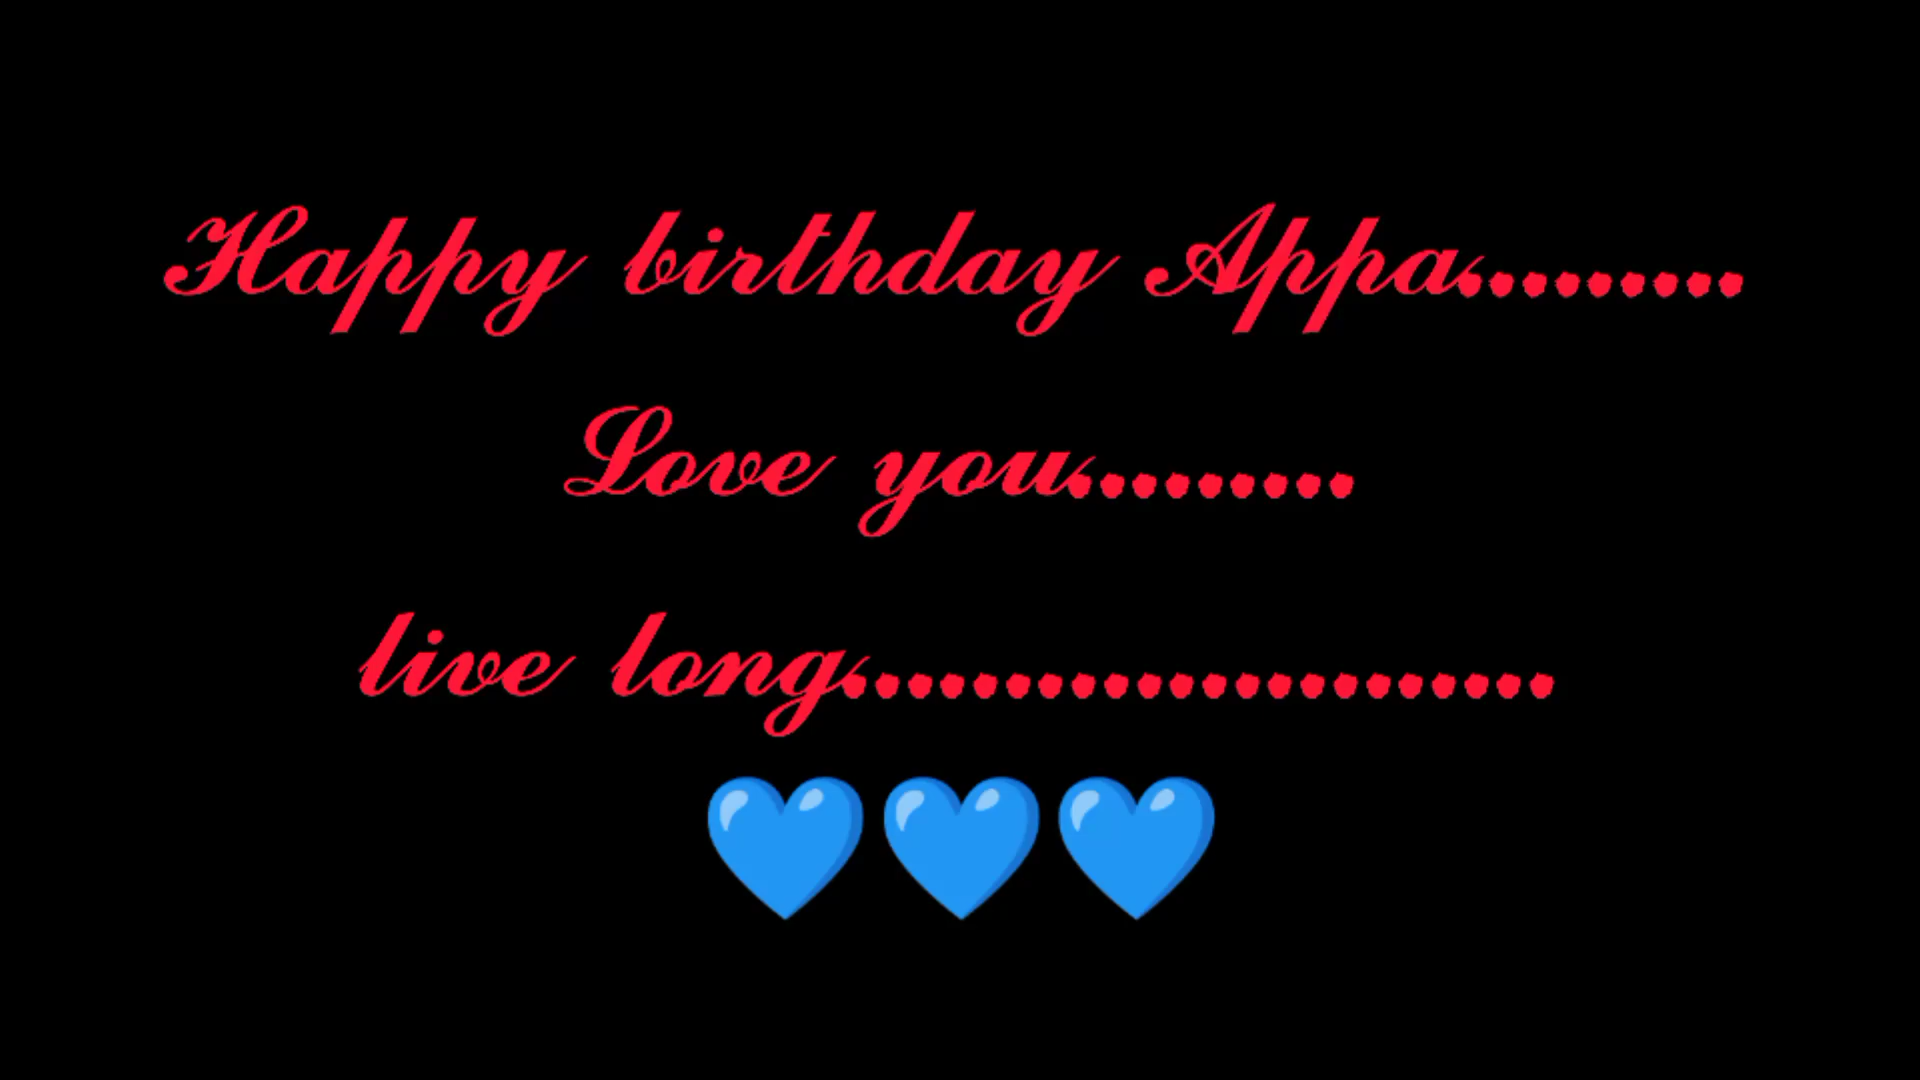 Happy birthday Appa.........
Love you.........
live long......................
💙💙💙